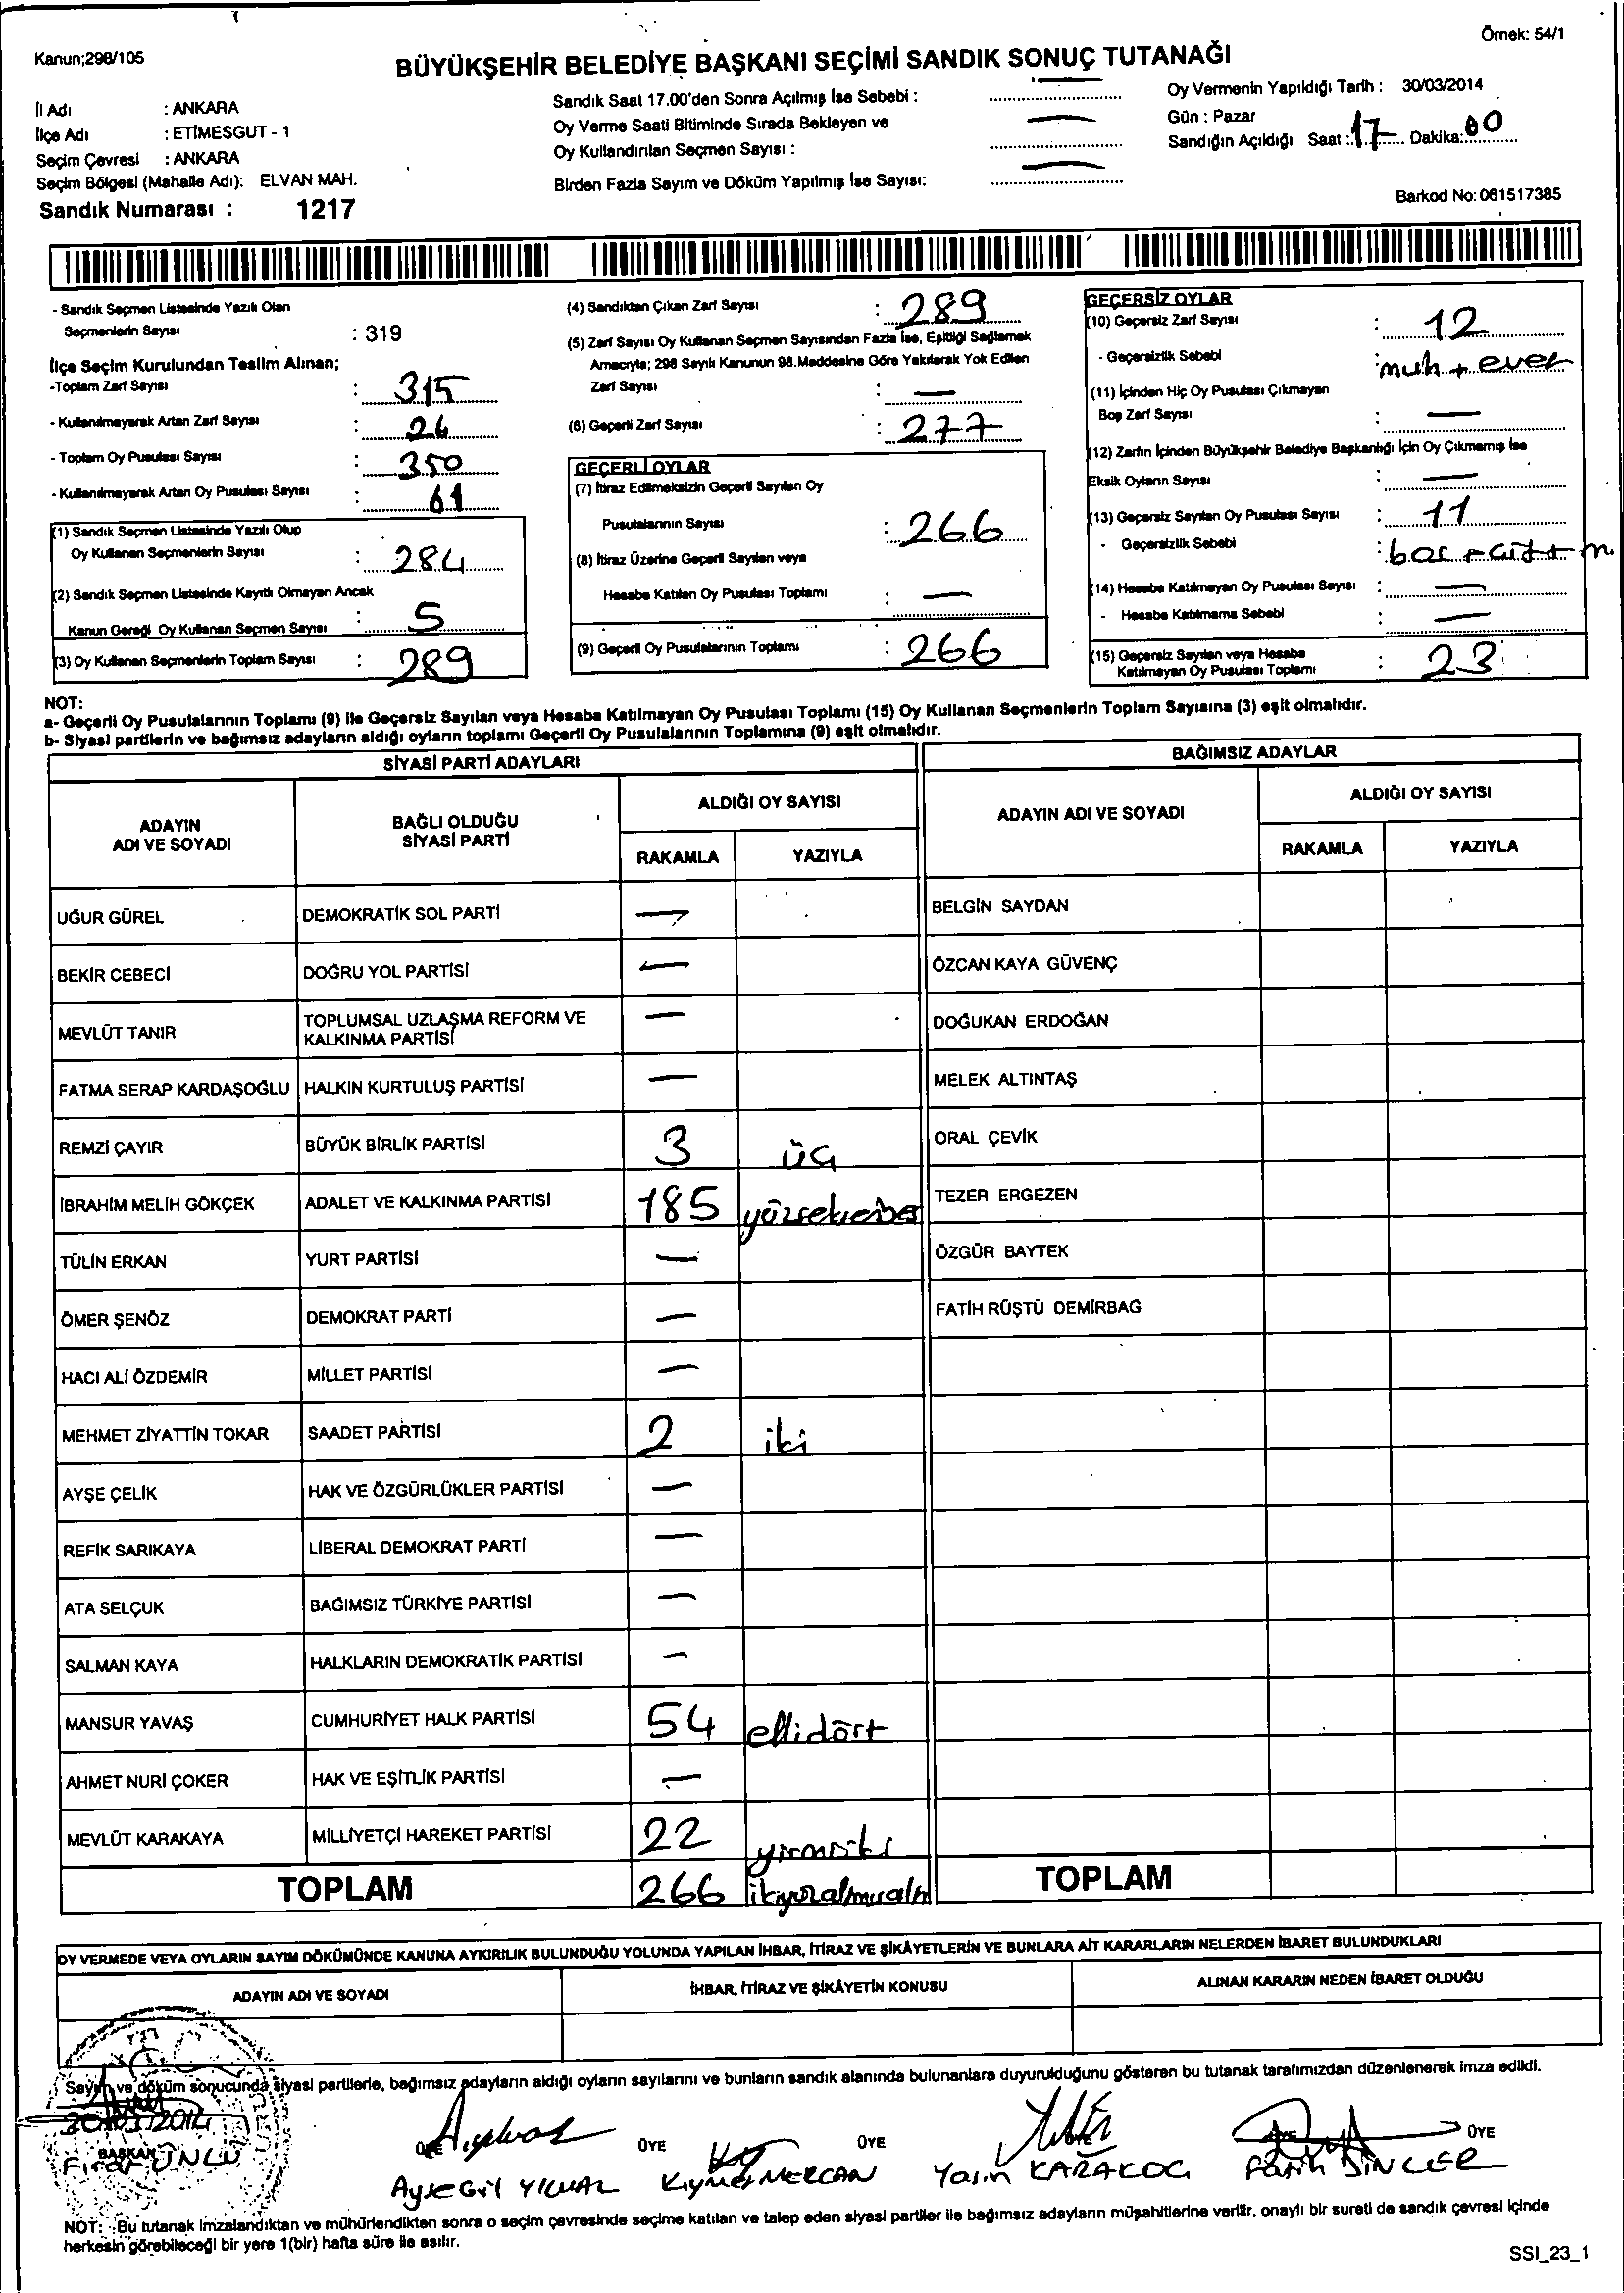 Örnek: 54/1
Kanun;298/105
BÜYÜKŞEHİR BELEDİYE BAŞKANI SEÇİMİ SANDIK SONUÇ TUTANAĞI
İl Adı : ANKARA
İlçe Adı : ETİMESGUT - 1
Seçim Çevresi : ANKARA
Seçim Bölgesi (Mahalle Adı): ELVAN MAH.
Sandık Numarası : 1217
Sandık Saat 17.00'den Sonra Açılmış İse Sebebi : —
Oy Verme Saati Bitiminde Sırada Bekleyen ve
Oy Kullandırılan Seçmen Sayısı : —
Birden Fazla Sayım ve Döküm Yapılmış İse Sayısı: —
Oy Vermenin Yapıldığı Tarih : 30/03/2014
Gün : Pazar
Sandığın Açıldığı Saat : 17 Dakika: 00
Barkod No: 061517385
- Sandık Seçmen Listesinde Yazılı Olan
Seçmenlerin Sayısı : 319
İlçe Seçim Kurulundan Teslim Alınan;
-Toplam Zarf Sayısı : 315
- Kullanılmayarak Artan Zarf Sayısı : 26
- Toplam Oy Pusulası Sayısı : 350
- Kullanılmayarak Artan Oy Pusulası Sayısı : 61
(1) Sandık Seçmen Listesinde Yazılı Olup
Oy Kullanan Seçmenlerin Sayısı : 284
(2) Sandık Seçmen Listesinde Kayıtlı Olmayan Ancak
Kanun Gereği Oy Kullanan Seçmen Sayısı : 5
(3) Oy Kullanan Seçmenlerin Toplam Sayısı : 289
(4) Sandıktan Çıkan Zarf Sayısı : 289
(5) Zarf Sayısı Oy Kullanan Seçmen Sayısından Fazla İse, Eşitliği Sağlamak
Amacıyla; 298 Sayılı Kanunun 98.Maddesine Göre Yakılarak Yok Edilen
Zarf Sayısı : —
(6) Geçerli Zarf Sayısı : 277
GEÇERLİ OYLAR
(7) İtiraz Edilmeksizin Geçerli Sayılan Oy
Pusulalarının Sayısı : 266
(8) İtiraz Üzerine Geçerli Sayılan veya
Hesaba Katılan Oy Pusulası Toplamı : —
(9) Geçerli Oy Pusulalarının Toplamı : 266
GEÇERSİZ OYLAR
(10) Geçersiz Zarf Sayısı : 12
- Geçersizlik Sebebi : muh + evet
(11) İçinden Hiç Oy Pusulası Çıkmayan
Boş Zarf Sayısı : —
(12) Zarfın İçinden Büyükşehir Belediye Başkanlığı İçin Oy Çıkmamış İse
Eksik Oyların Sayısı : —
(13) Geçersiz Sayılan Oy Pusulası Sayısı : 11
- Geçersizlik Sebebi :
(14) Hesaba Katılmayan Oy Pusulası Sayısı : —
- Hesaba Katılmama Sebebi : —
(15) Geçersiz Sayılan veya Hesaba
Katılmayan Oy Pusulası Toplamı : 23
NOT:
a- Geçerli Oy Pusulalarının Toplamı (9) ile Geçersiz Sayılan veya Hesaba Katılmayan Oy Pusulası Toplamı (15) Oy Kullanan Seçmenlerin Toplam Sayısına (3) eşit olmalıdır.
b- Siyasi partilerin ve bağımsız adayların aldığı oyların toplamı Geçerli Oy Pusulalarının Toplamına (9) eşit olmalıdır.
SİYASİ PARTİ ADAYLARI
BAĞIMSIZ ADAYLAR
ADAYIN ADI VE SOYADI
BAĞLI OLDUĞU SİYASİ PARTİ
ALDIĞI OY SAYISI
RAKAMLA YAZIYLA
ADAYIN ADI VE SOYADI
ALDIĞI OY SAYISI
RAKAMLA YAZIYLA
UĞUR GÜREL DEMOKRATİK SOL PARTİ — BELGİN SAYDAN
BEKİR CEBECİ DOĞRU YOL PARTİSİ — ÖZCAN KAYA GÜVENÇ
MEVLÜT TANIR TOPLUMSAL UZLAŞMA REFORM VE KALKINMA PARTİSİ — DOĞUKAN ERDOĞAN
FATMA SERAP KARDAŞOĞLU HALKIN KURTULUŞ PARTİSİ — MELEK ALTINTAŞ
REMZİ ÇAYIR BÜYÜK BİRLİK PARTİSİ 3 üç ORAL ÇEVİK
İBRAHİM MELİH GÖKÇEK ADALET VE KALKINMA PARTİSİ 185 TEZER ERGEZEN
TÜLİN ERKAN YURT PARTİSİ — ÖZGÜR BAYTEK
ÖMER ŞENÖZ DEMOKRAT PARTİ — FATİH RÜŞTÜ DEMİRBAĞ
HACI ALİ ÖZDEMİR MİLLET PARTİSİ —
MEHMET ZİYATTİN TOKAR SAADET PARTİSİ 2 iki
AYŞE ÇELİK HAK VE ÖZGÜRLÜKLER PARTİSİ —
REFİK SARIKAYA LİBERAL DEMOKRAT PARTİ —
ATA SELÇUK BAĞIMSIZ TÜRKİYE PARTİSİ —
SALMAN KAYA HALKLARIN DEMOKRATİK PARTİSİ —
MANSUR YAVAŞ CUMHURİYET HALK PARTİSİ 54 ellidört
AHMET NURİ ÇOKER HAK VE EŞİTLİK PARTİSİ —
MEVLÜT KARAKAYA MİLLİYETÇİ HAREKET PARTİSİ 22 yirmiiki
TOPLAM 266 TOPLAM
OY VERMEDE VEYA OYLARIN SAYIM DÖKÜMÜNDE KANUNA AYKIRILIK BULUNDUĞU YOLUNDA YAPILAN İHBAR, İTİRAZ VE ŞİKÂYETLERİN VE BUNLARA AİT KARARLARIN NELERDEN İBARET BULUNDUKLARI
ADAYIN ADI VE SOYADI
İHBAR, İTİRAZ VE ŞİKÂYETİN KONUSU
ALINAN KARARIN NEDEN İBARET OLDUĞU
Sayım ve döküm sonucunda siyasi partilerle, bağımsız adayların aldığı oyların sayılarını ve bunların sandık alanında bulunanlara duyurulduğunu gösteren bu tutanak tarafımızdan düzenlenerek imza edildi.
30/03/2014
BAŞKAN ÜYE ÜYE ÜYE ÜYE ÜYE
Fırat ÜNLÜ Ayşegül YILMAZ Kıymet MERCAN Yasin KARAKOÇ Fatih DİNÇER
NOT: Bu tutanak imzalandıktan ve mühürlendikten sonra o seçim çevresinde seçime katılan ve talep eden siyasi partiler ile bağımsız adayların müşahitlerine verilir, onaylı bir sureti de sandık çevresi içinde
herkesin görebileceği bir yere 1(bir) hafta süre ile asılır.
SSI_23_1